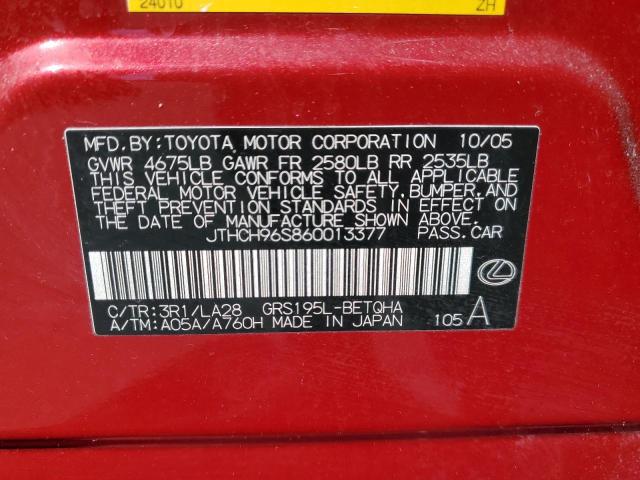 24010 ZH
MFD. BY: TOYOTA MOTOR CORPORATION 10/05
GVWR 4675LB GAWR FR 2580LB RR 2535LB
THIS VEHICLE CONFORMS TO ALL APPLICABLE
FEDERAL MOTOR VEHICLE SAFETY, BUMPER, AND
THEFT PREVENTION STANDARDS IN EFFECT ON
THE DATE OF MANUFACTURE SHOWN ABOVE.
JTHCH96S860013377 PASS. CAR
C/TR: 3R1/LA28 GRS195L-BETQHA
A/TM: A05A/A760H MADE IN JAPAN 105 A